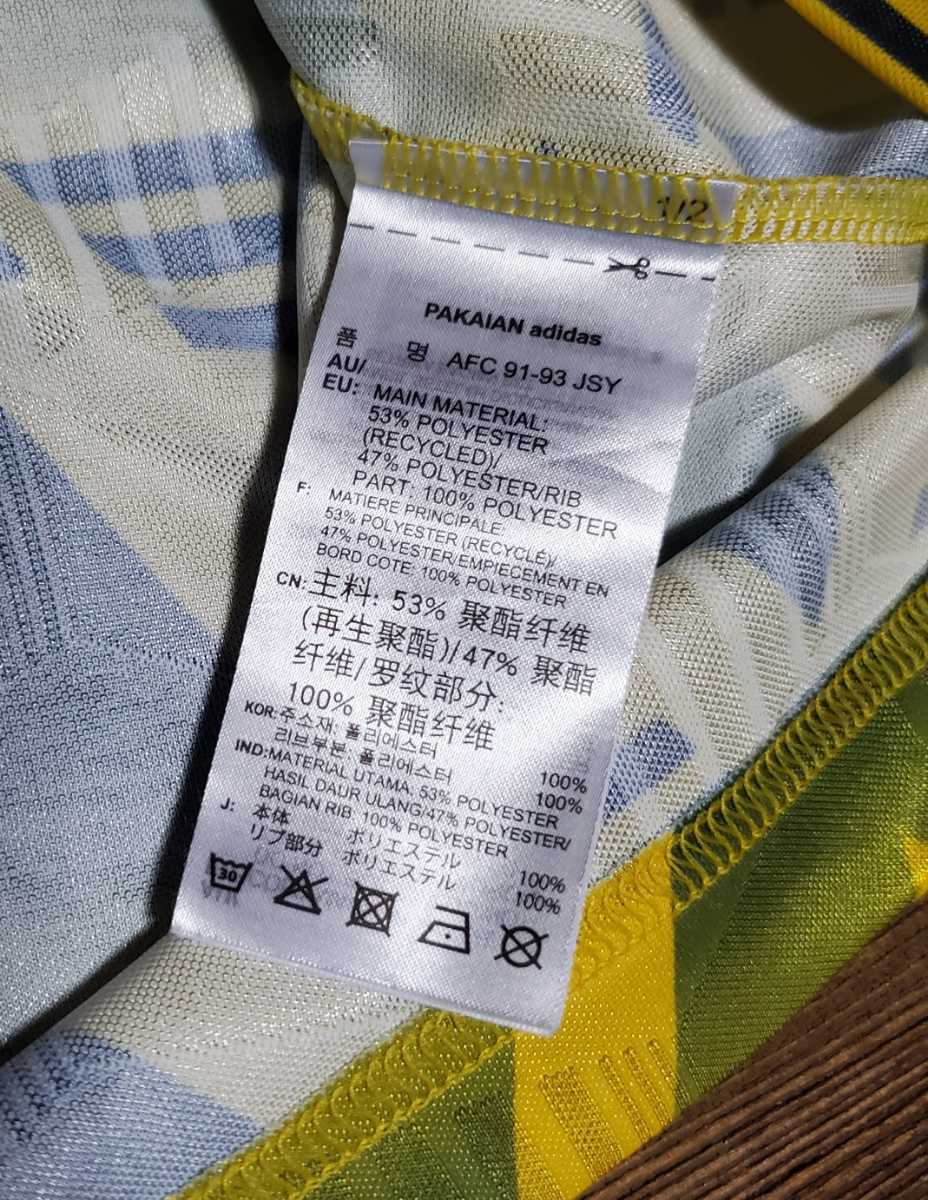 1/2
PAKAIAN adidas
품 명 AFC 91-93 JSY
AU/
EU: MAIN MATERIAL:
53% POLYESTER
(RECYCLED)/
47% POLYESTER/RIB
PART: 100% POLYESTER
F: MATIERE PRINCIPALE:
53% POLYESTER (RECYCLÉ)/
47% POLYESTER/EMPIECEMENT EN
BORD COTE: 100% POLYESTER
CN: 主料: 53% 聚酯纤维
(再生聚酯)/47% 聚酯
纤维/罗纹部分:
100% 聚酯纤维
KOR: 주소재: 폴리에스터 100%
리브부분: 폴리에스터 100%
IND: MATERIAL UTAMA: 53% POLYESTER
HASIL DAUR ULANG/47% POLYESTER/
BAGIAN RIB: 100% POLYESTER
J: 本体 ポリエステル 100%
リブ部分 ポリエステル 100%
30